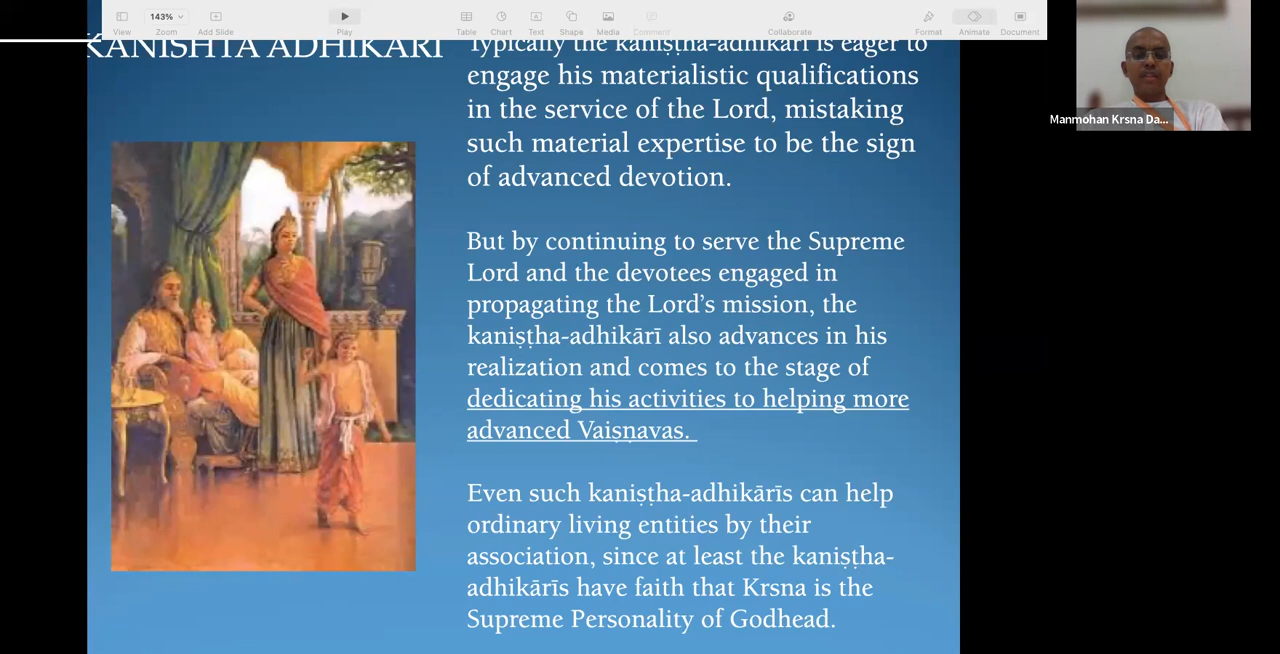 143%
View
Zoom
Add Slide
Play
Table
Chart
Text
Shape
Media
Comment
Collaborate
Format
Animate
Document
KANISHTA ADHIKARI
Typically the kaniṣṭha-adhikārī is eager to
engage his materialistic qualifications
in the service of the Lord, mistaking
such material expertise to be the sign
of advanced devotion.
But by continuing to serve the Supreme
Lord and the devotees engaged in
propagating the Lord’s mission, the
kaniṣṭha-adhikārī also advances in his
realization and comes to the stage of
dedicating his activities to helping more
advanced Vaiṣṇavas.
Even such kaniṣṭha-adhikārīs can help
ordinary living entities by their
association, since at least the kaniṣṭha-
adhikārīs have faith that Krsna is the
Supreme Personality of Godhead.
Manmohan Krsna Da...